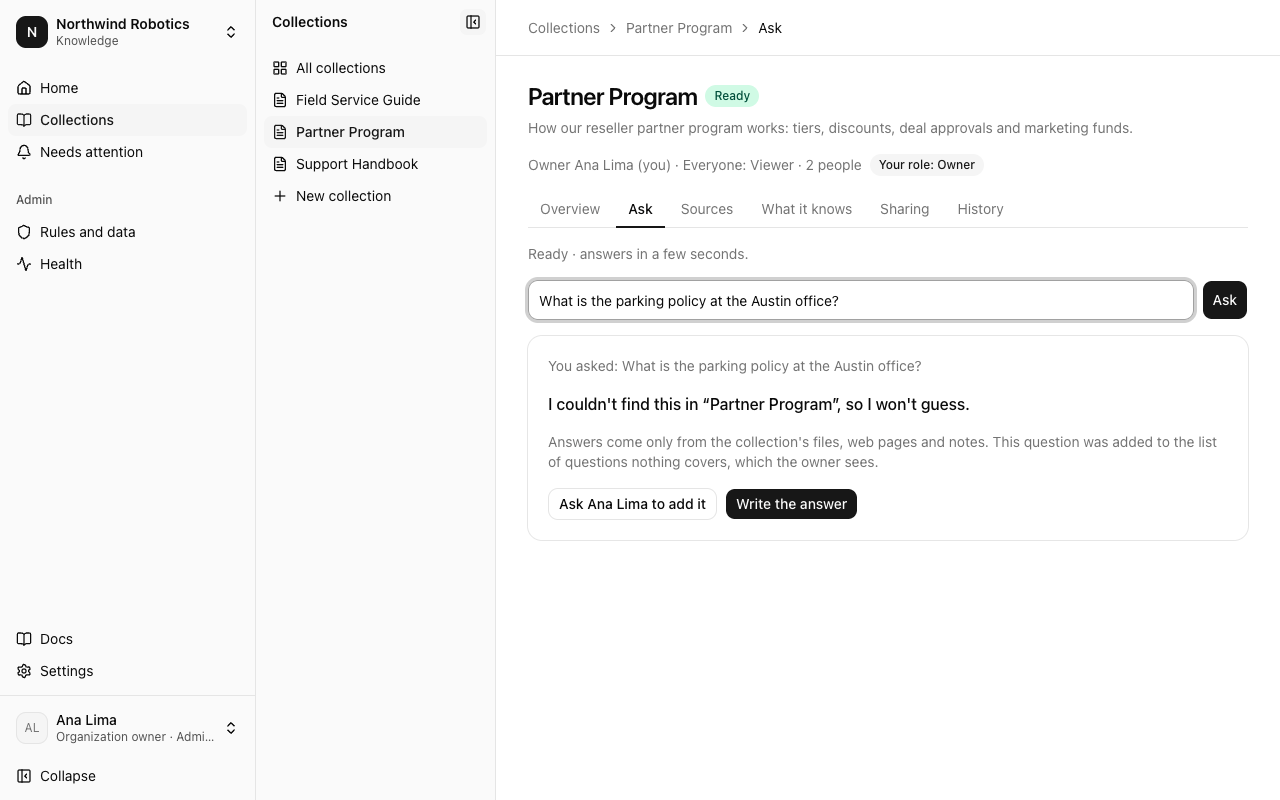 N
Northwind Robotics
Knowledge
Home
Collections
Needs attention
Admin
Rules and data
Health
Docs
Settings
AL
Ana Lima
Organization owner · Admi...
Collapse
Collections
All collections
Field Service Guide
Partner Program
Support Handbook
New collection
Collections > Partner Program > Ask
Partner Program Ready
How our reseller partner program works: tiers, discounts, deal approvals and marketing funds.
Owner Ana Lima (you) · Everyone: Viewer · 2 people Your role: Owner
Overview Ask Sources What it knows Sharing History
Ready · answers in a few seconds.
What is the parking policy at the Austin office? Ask
You asked: What is the parking policy at the Austin office?
I couldn't find this in “Partner Program”, so I won't guess.
Answers come only from the collection's files, web pages and notes. This question was added to the list
of questions nothing covers, which the owner sees.
Ask Ana Lima to add it Write the answer